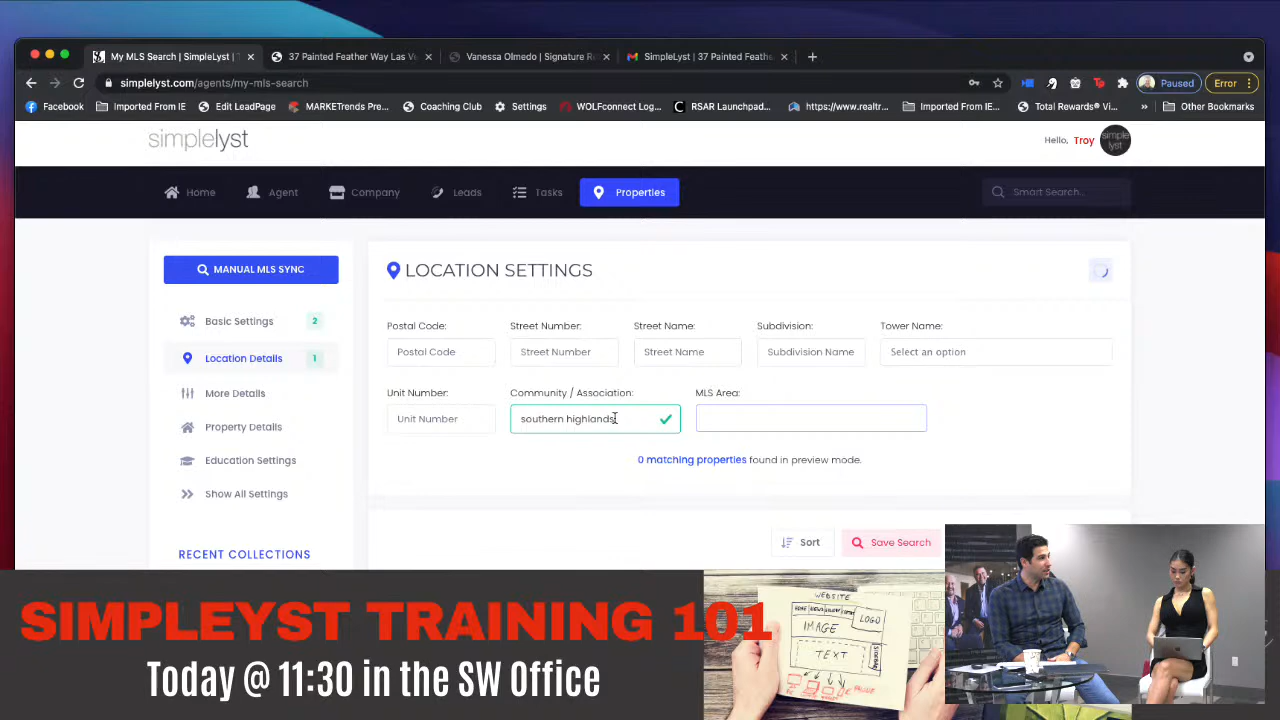 My MLS Search | SimpleLyst | T
37 Painted Feather Way Las Ve
Vanessa Olmedo | Signature Re
SimpleLyst | 37 Painted Feathe
simplelyst.com/agents/my-mls-search
Paused
Error
Facebook
Imported From IE
Edit LeadPage
MARKETrends Pre...
Coaching Club
Settings
WOLFconnect Log...
RSAR Launchpad...
https://www.realtr...
Imported From IE...
Total Rewards® Vi...
Other Bookmarks
simplelyst
Hello, Troy
simple lyst
Home
Agent
Company
Leads
Tasks
Properties
Smart Search..
MANUAL MLS SYNC
Basic Settings 2
Location Details 1
More Details
Property Details
Education Settings
Show All Settings
RECENT COLLECTIONS
LOCATION SETTINGS
Postal Code: Street Number: Street Name: Subdivision: Tower Name:
Postal Code Street Number Street Name Subdivision Name Select an option
Unit Number: Community / Association: MLS Area:
Unit Number southern highlands
0 matching properties found in preview mode.
Sort
Save Search
SIMPLEYST TRAINING 101
Today @ 11:30 in the SW Office
WEBSITE
LOGO
IMAGE
TEXT